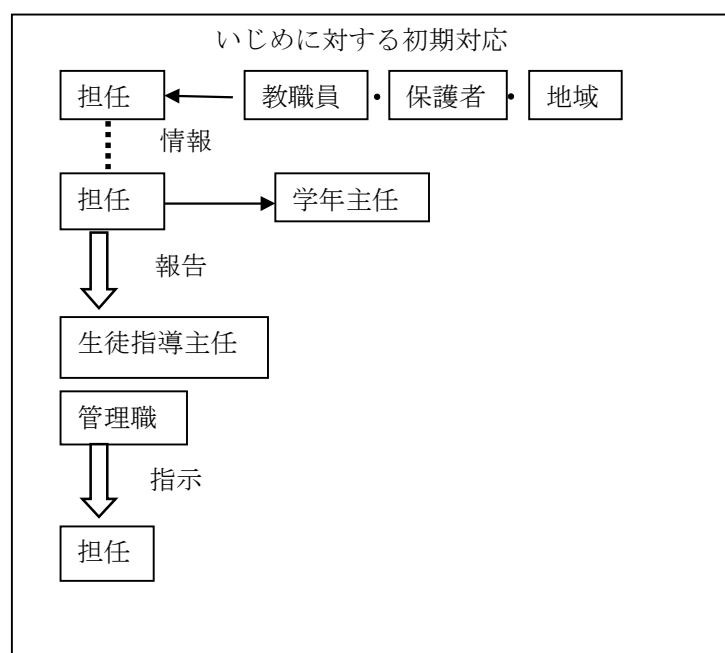 いじめに対する初期対応
担任 教職員・保護者・地域
情報
担任 学年主任
報告
生徒指導主任
管理職
指示
担任